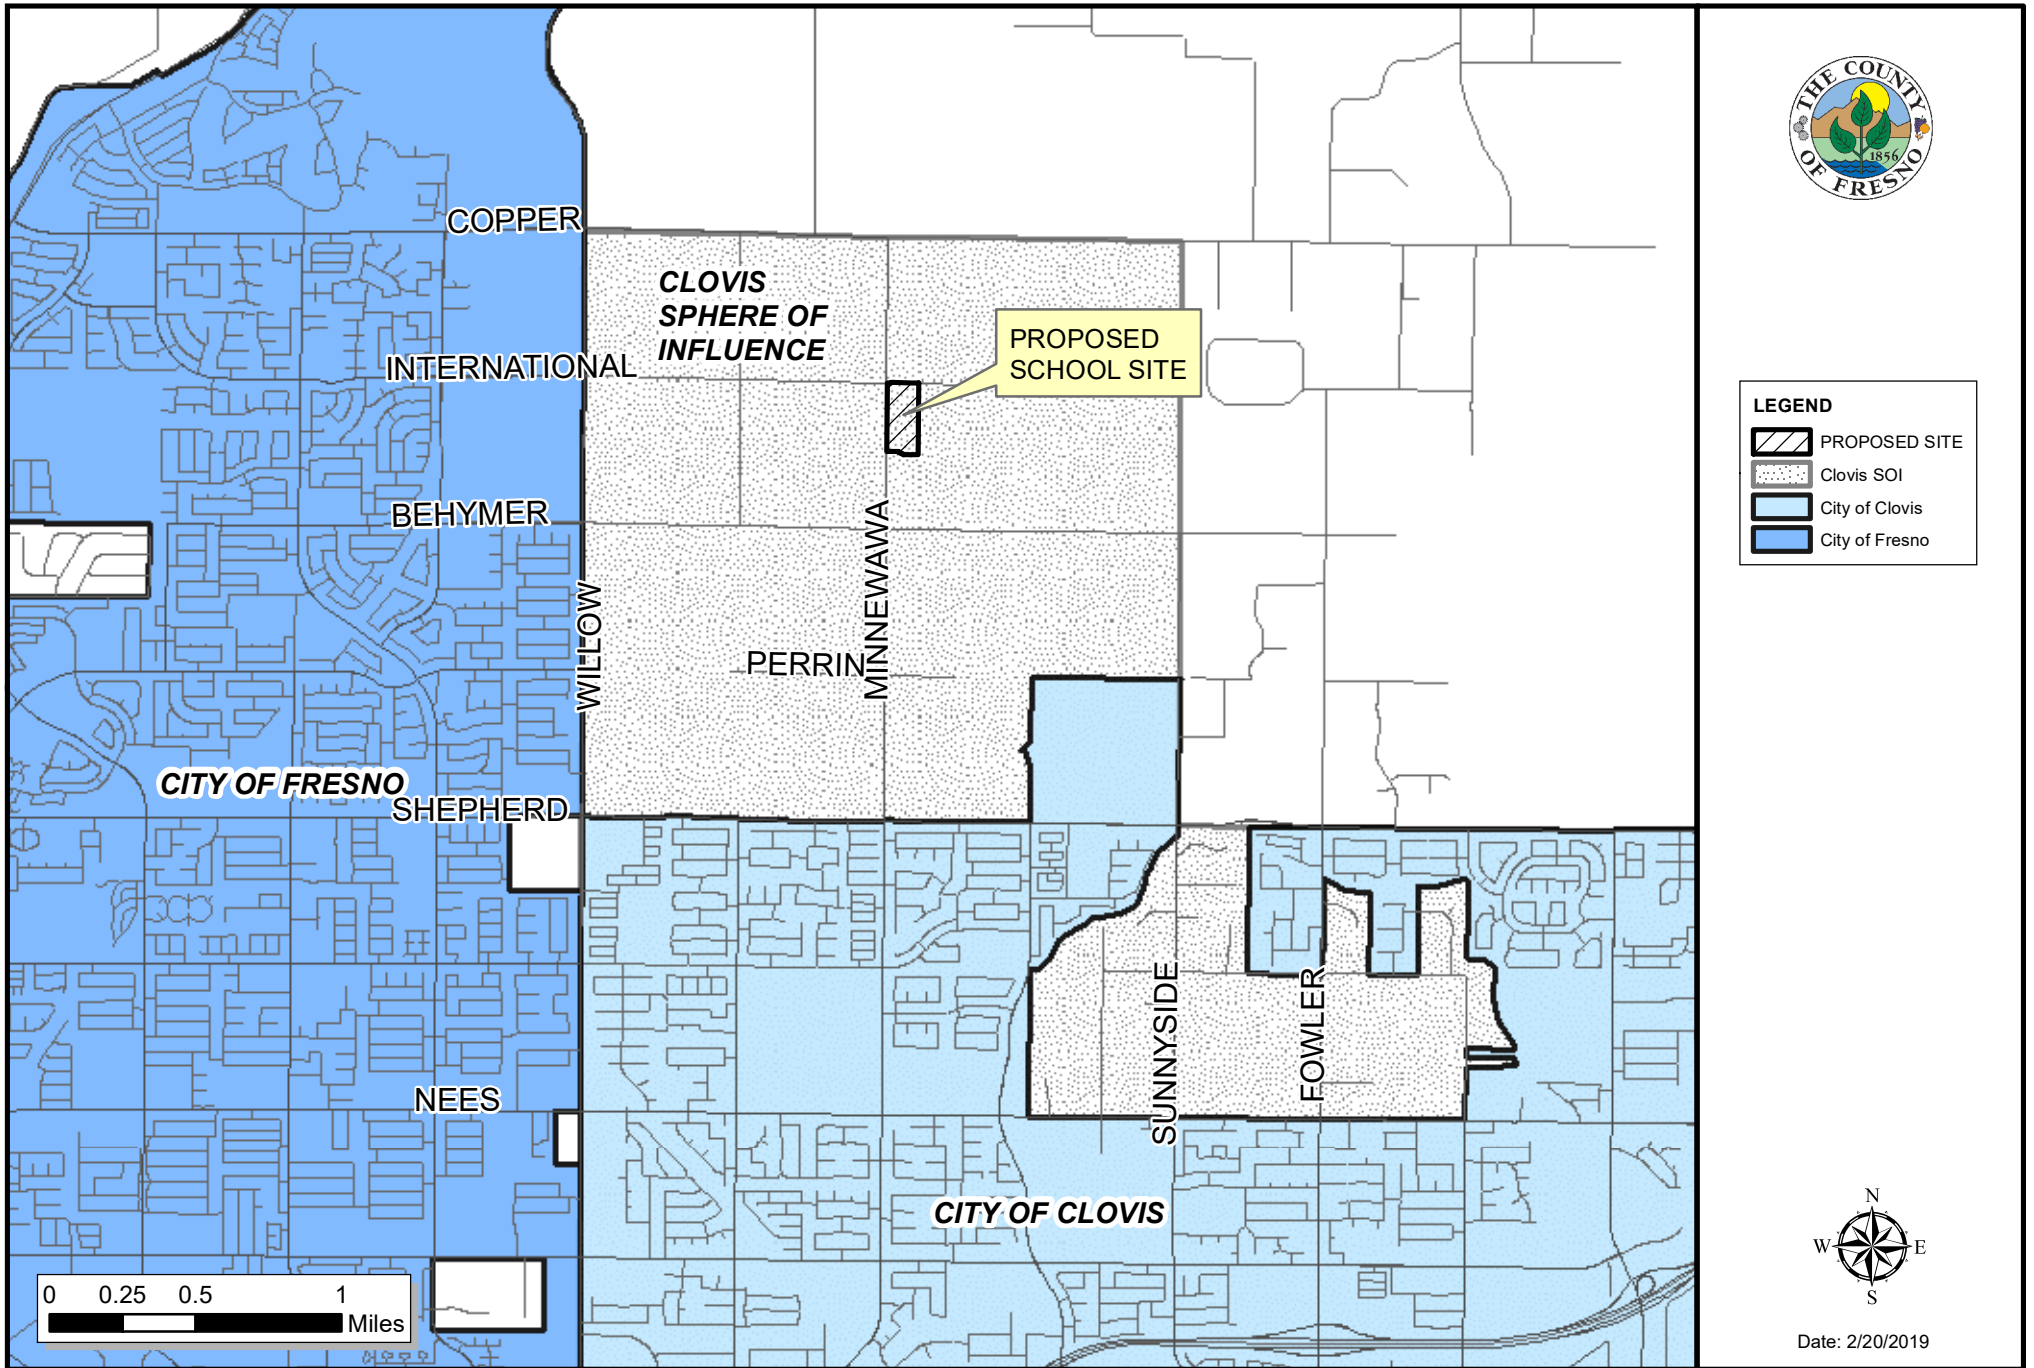 COPPER
CLOVIS
SPHERE OF
INFLUENCE
INTERNATIONAL
PROPOSED
SCHOOL SITE
BEHYMER
MINNEWAWA
WILLOW
PERRIN
CITY OF FRESNO
SHEPHERD
SUNNYSIDE
FOWLER
NEES
CITY OF CLOVIS
0 0.25 0.5 1
Miles
THE COUNTY
OF FRESNO
1856
LEGEND
PROPOSED SITE
Clovis SOI
City of Clovis
City of Fresno
N
W E
S
Date: 2/20/2019